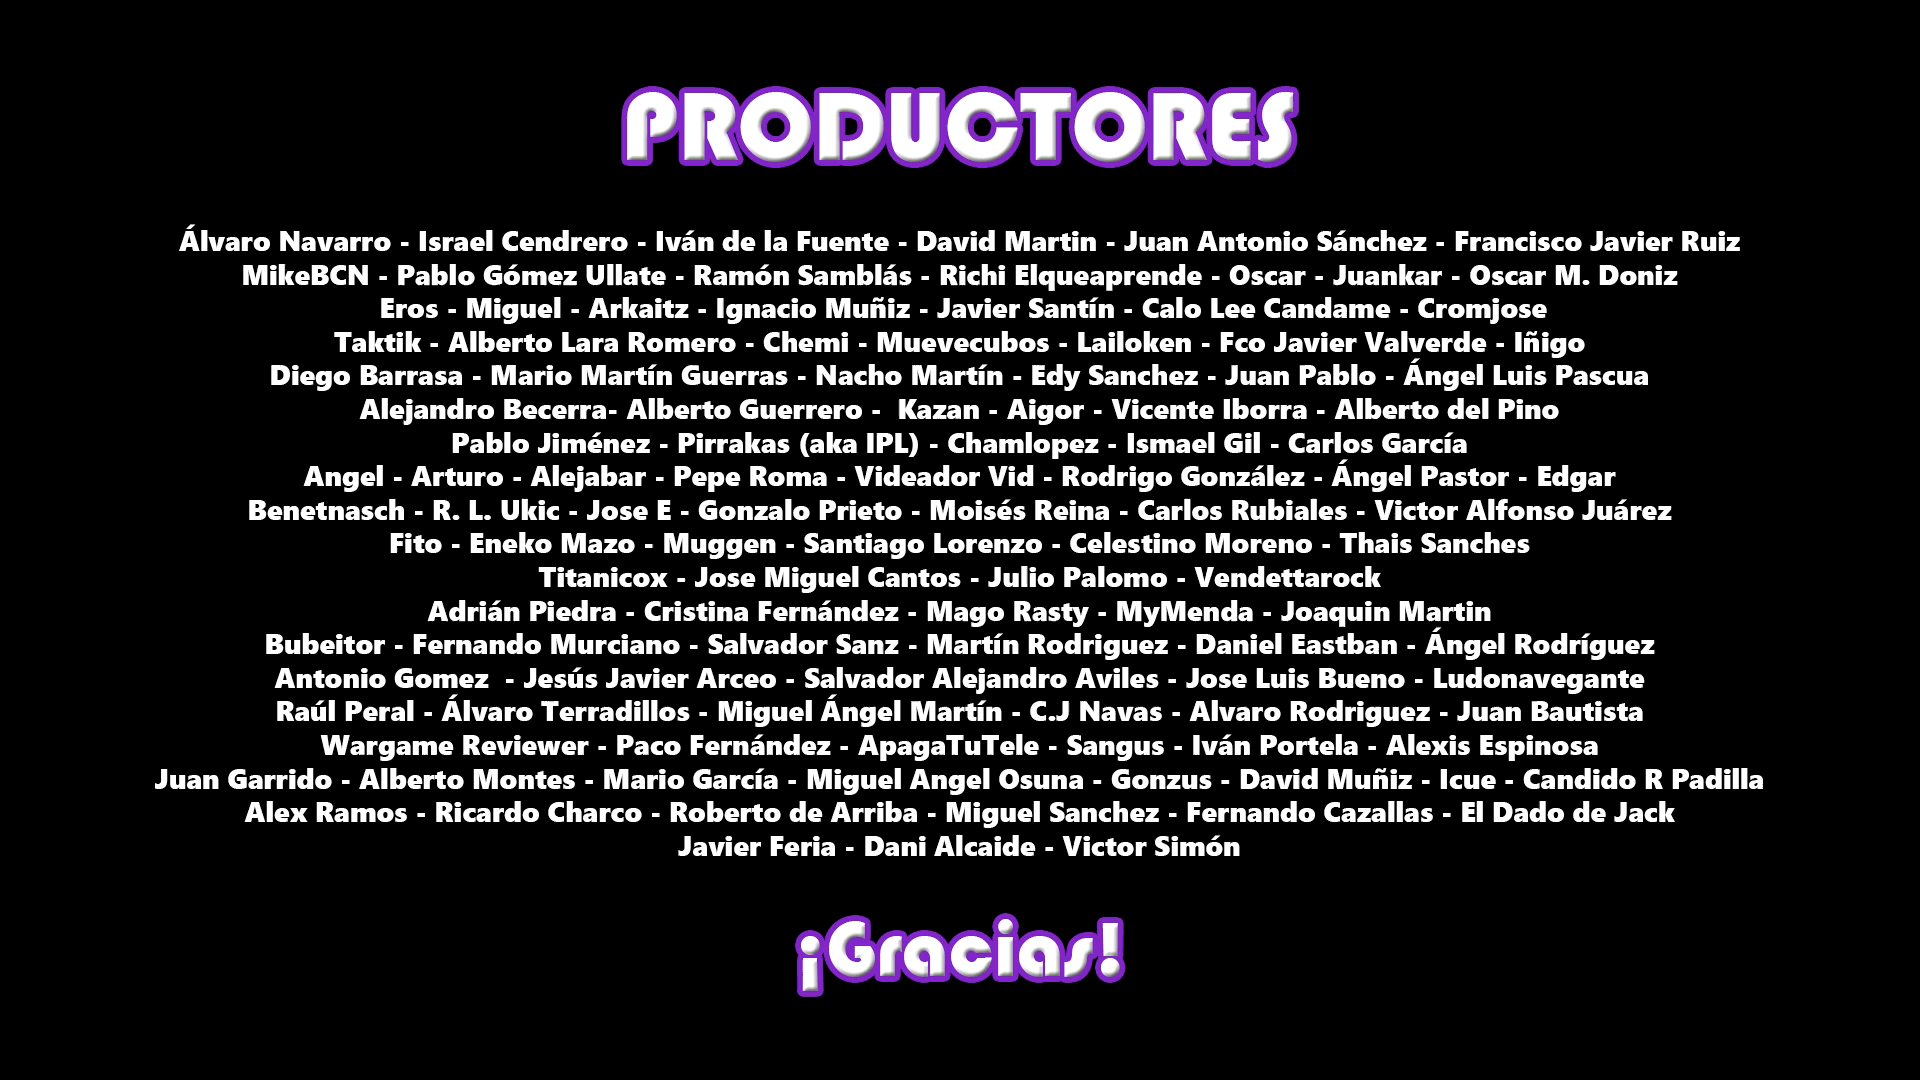 PRODUCTORES
Álvaro Navarro - Israel Cendrero - Iván de la Fuente - David Martin - Juan Antonio Sánchez - Francisco Javier Ruiz
MikeBCN - Pablo Gómez Ullate - Ramón Samblás - Richi Elqueaprende - Oscar - Juankar - Oscar M. Doniz
Eros - Miguel - Arkaitz - Ignacio Muñiz - Javier Santín - Calo Lee Candame - Cromjose
Taktik - Alberto Lara Romero - Chemi - Muevecubos - Lailoken - Fco Javier Valverde - Iñigo
Diego Barrasa - Mario Martín Guerras - Nacho Martín - Edy Sanchez - Juan Pablo - Ángel Luis Pascua
Alejandro Becerra- Alberto Guerrero -  Kazan - Aigor - Vicente Iborra - Alberto del Pino
Pablo Jiménez - Pirrakas (aka IPL) - Chamlopez - Ismael Gil - Carlos García
Angel - Arturo - Alejabar - Pepe Roma - Videador Vid - Rodrigo González - Ángel Pastor - Edgar
Benetnasch - R. L. Ukic - Jose E - Gonzalo Prieto - Moisés Reina - Carlos Rubiales - Victor Alfonso Juárez
Fito - Eneko Mazo - Muggen - Santiago Lorenzo - Celestino Moreno - Thais Sanches
Titanicox - Jose Miguel Cantos - Julio Palomo - Vendettarock
Adrián Piedra - Cristina Fernández - Mago Rasty - MyMenda - Joaquin Martin
Bubeitor - Fernando Murciano - Salvador Sanz - Martín Rodriguez - Daniel Eastban - Ángel Rodríguez
Antonio Gomez  - Jesús Javier Arceo - Salvador Alejandro Aviles - Jose Luis Bueno - Ludonavegante
Raúl Peral - Álvaro Terradillos - Miguel Ángel Martín - C.J Navas - Alvaro Rodriguez - Juan Bautista
Wargame Reviewer - Paco Fernández - ApagaTuTele - Sangus - Iván Portela - Alexis Espinosa
Juan Garrido - Alberto Montes - Mario García - Miguel Angel Osuna - Gonzus - David Muñiz - Icue - Candido R Padilla
Alex Ramos - Ricardo Charco - Roberto de Arriba - Miguel Sanchez - Fernando Cazallas - El Dado de Jack
Javier Feria - Dani Alcaide - Victor Simón
¡Gracias!